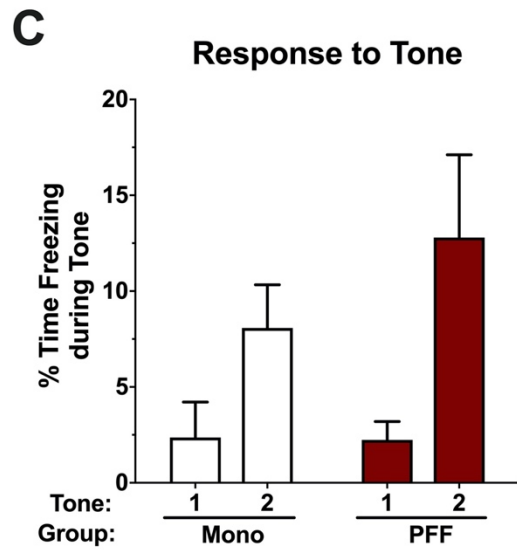 C
Response to Tone
% Time Freezing
during Tone
20
15
10
5
0
Tone: 1 2 1 2
Group: Mono PFF